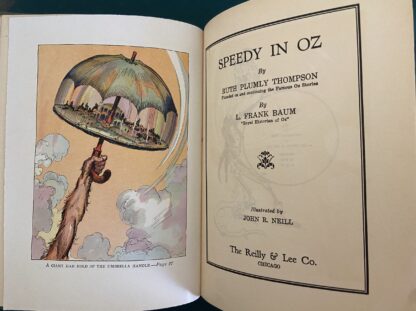 A GIANT HAD HOLD OF THE UMBRELLA HANDLE.—Page 27
SPEEDY IN OZ
By
RUTH PLUMLY THOMPSON
Founded on and continuing the Famous Oz Stories
By
L. FRANK BAUM
"Royal Historian of Oz"
Illustrated by
JOHN R. NEILL
The Reilly & Lee Co.
CHICAGO